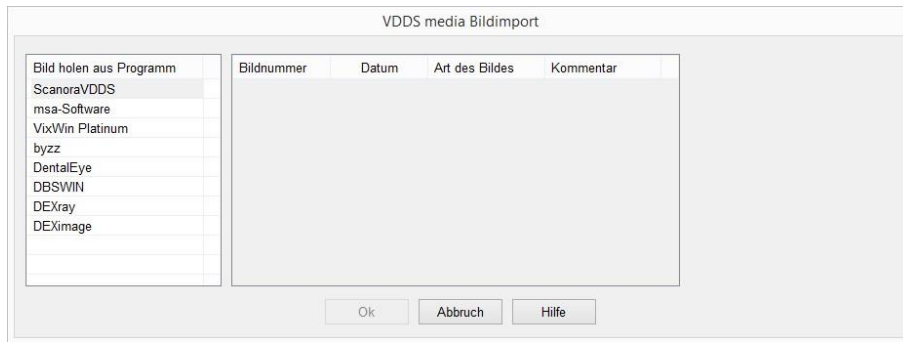 VDDS media Bildimport
Bild holen aus Programm
ScanoraVDDS
msa-Software
VixWin Platinum
byzz
DentalEye
DBSWIN
DEXray
DEXimage
Bildnummer Datum Art des Bildes Kommentar
Ok Abbruch Hilfe